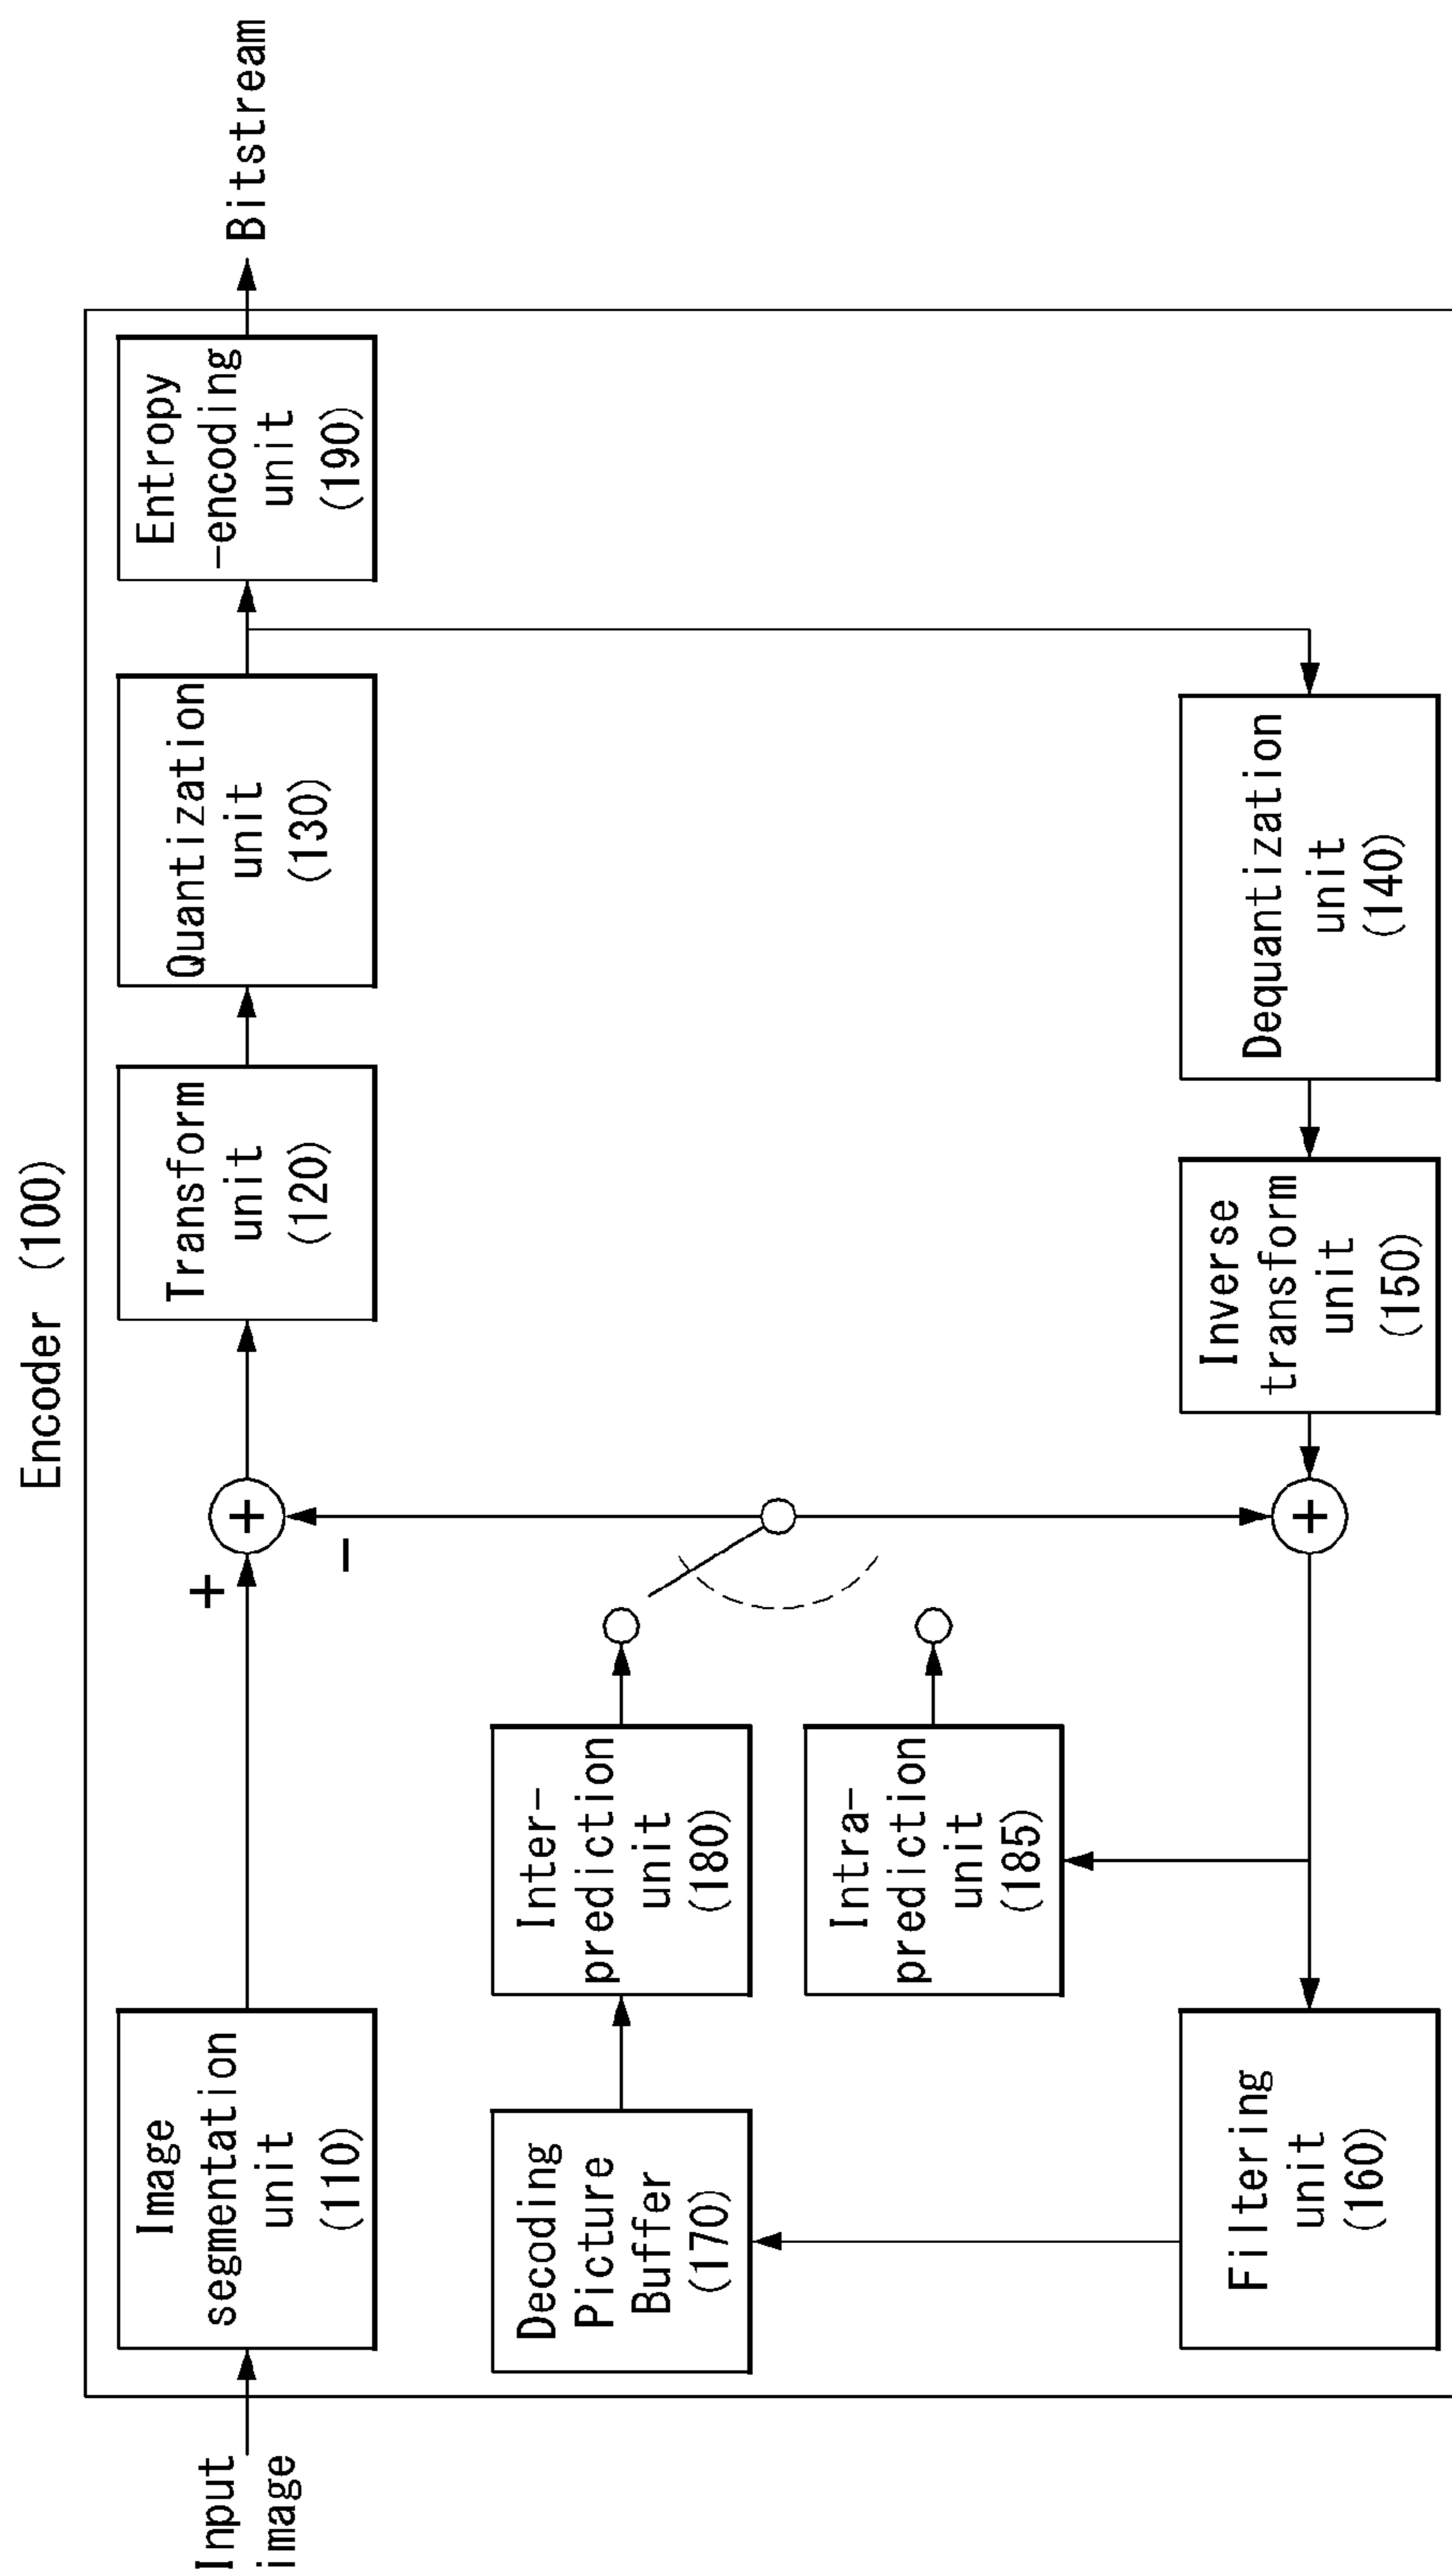 Encoder (100)
Input
image
Image
segmentation
unit
(110)
+
+
−
Transform
unit
(120)
Quantization
unit
(130)
Entropy
-encoding
unit
(190)
Bitstream
Decoding
Picture
Buffer
(170)
Inter-
prediction
unit
(180)
Intra-
prediction
unit
(185)
Filtering
unit
(160)
+
Inverse
transform
unit
(150)
Dequantization
unit
(140)